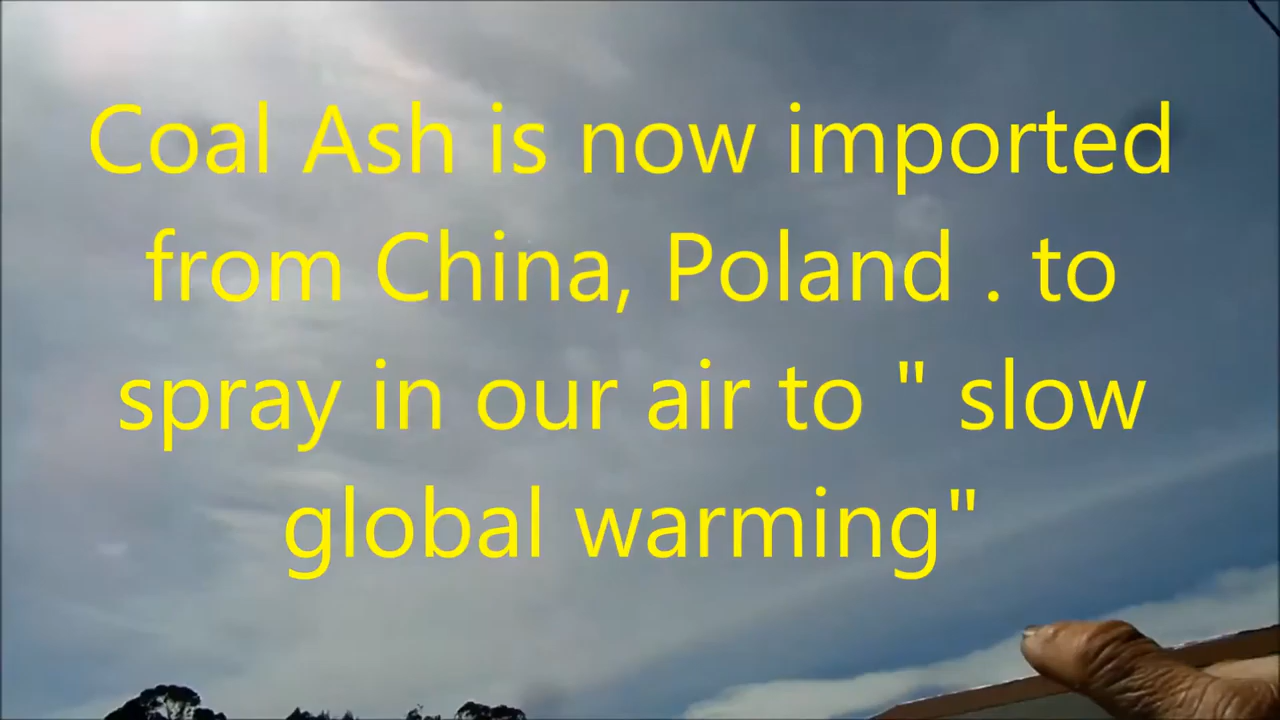 Coal Ash is now imported
from China, Poland . to
spray in our air to " slow
global warming"